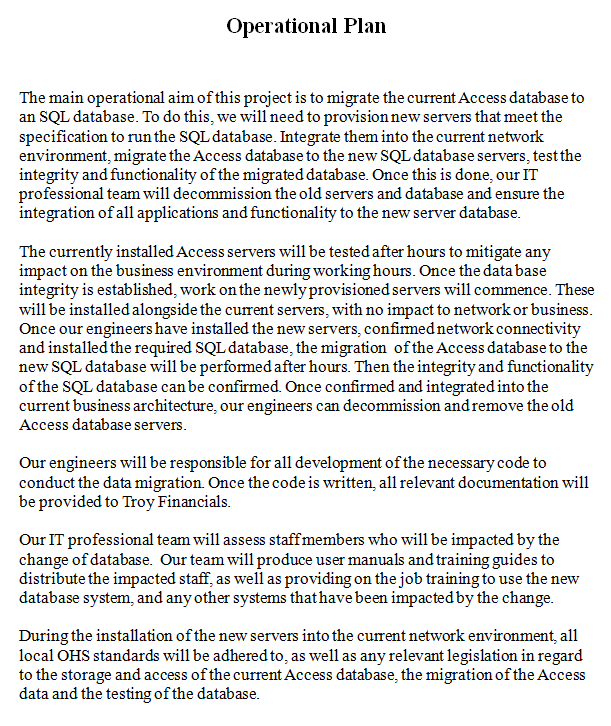 Operational Plan
The main operational aim of this project is to migrate the current Access database to
an SQL database. To do this, we will need to provision new servers that meet the
specification to run the SQL database. Integrate them into the current network
environment, migrate the Access database to the new SQL database servers, test the
integrity and functionality of the migrated database. Once this is done, our IT
professional team will decommission the old servers and database and ensure the
integration of all applications and functionality to the new server database.
The currently installed Access servers will be tested after hours to mitigate any
impact on the business environment during working hours. Once the data base
integrity is established, work on the newly provisioned servers will commence. These
will be installed alongside the current servers, with no impact to network or business.
Once our engineers have installed the new servers, confirmed network connectivity
and installed the required SQL database, the migration  of the Access database to the
new SQL database will be performed after hours. Then the integrity and functionality
of the SQL database can be confirmed. Once confirmed and integrated into the
current business architecture, our engineers can decommission and remove the old
Access database servers.
Our engineers will be responsible for all development of the necessary code to
conduct the data migration. Once the code is written, all relevant documentation will
be provided to Troy Financials.
Our IT professional team will assess staff members who will be impacted by the
change of database.  Our team will produce user manuals and training guides to
distribute the impacted staff, as well as providing on the job training to use the new
database system, and any other systems that have been impacted by the change.
During the installation of the new servers into the current network environment, all
local OHS standards will be adhered to, as well as any relevant legislation in regard
to the storage and access of the current Access database, the migration of the Access
data and the testing of the database.